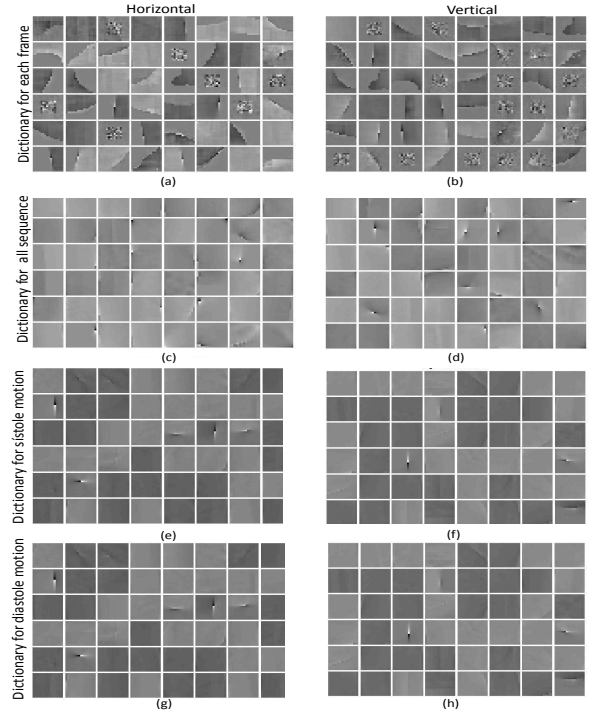 Horizontal
Vertical
Dictionary for each frame
(a)
(b)
Dictionary for all sequence
(c)
(d)
Dictionary for sistole motion
(e)
(f)
Dictionary for diastole motion
(g)
(h)